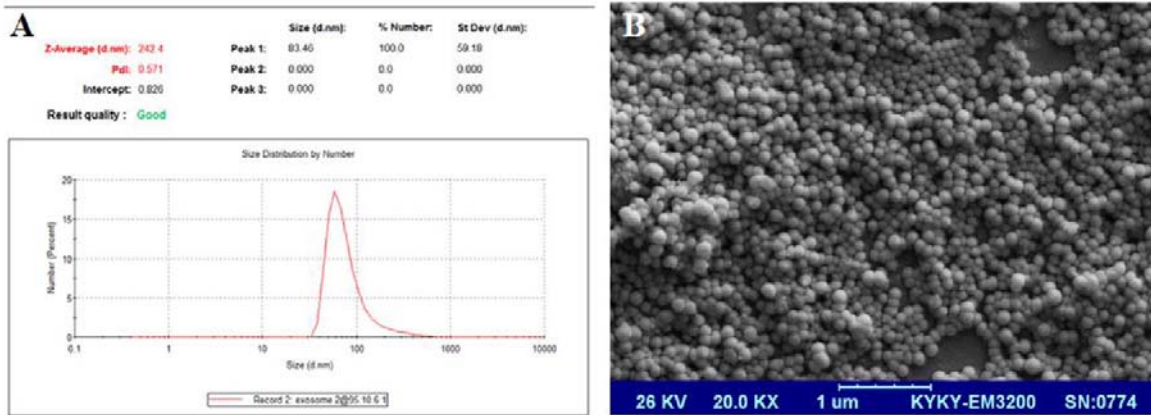 A
Size (d.nm): % Number: St Dev (d.nm):
Z-Average (d.nm): 242.4 Peak 1: 83.46 100.0 59.18
PdI: 0.571 Peak 2: 0.000 0.0 0.000
Intercept: 0.826 Peak 3: 0.000 0.0 0.000
Result quality : Good
Size Distribution by Number
Number (Percent)
20
15
10
5
0
0.1 1 10 100 1000 10000
Size (d.nm)
Record 2: exosome 2@95.10.6 1
B
26 KV 20.0 KX 1 um KYKY-EM3200 SN:0774